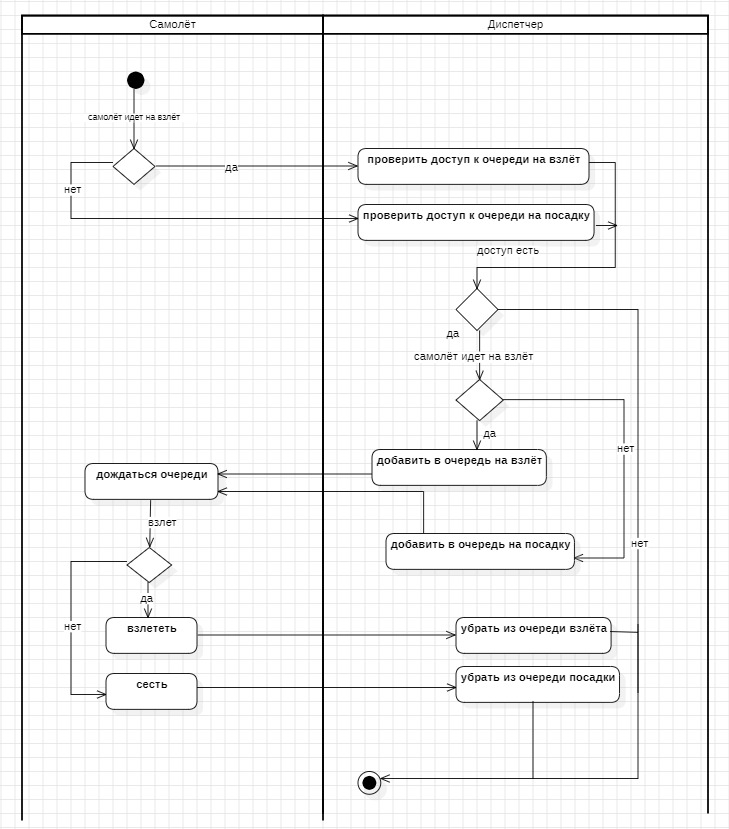 Самолёт
Диспетчер
самолёт идет на взлёт
да
нет
проверить доступ к очереди на взлёт
проверить доступ к очереди на посадку
доступ есть
да
самолёт идет на взлёт
да
нет
добавить в очередь на взлёт
дождаться очереди
взлет
добавить в очередь на посадку
нет
да
нет
взлететь
убрать из очереди взлёта
сесть
убрать из очереди посадки